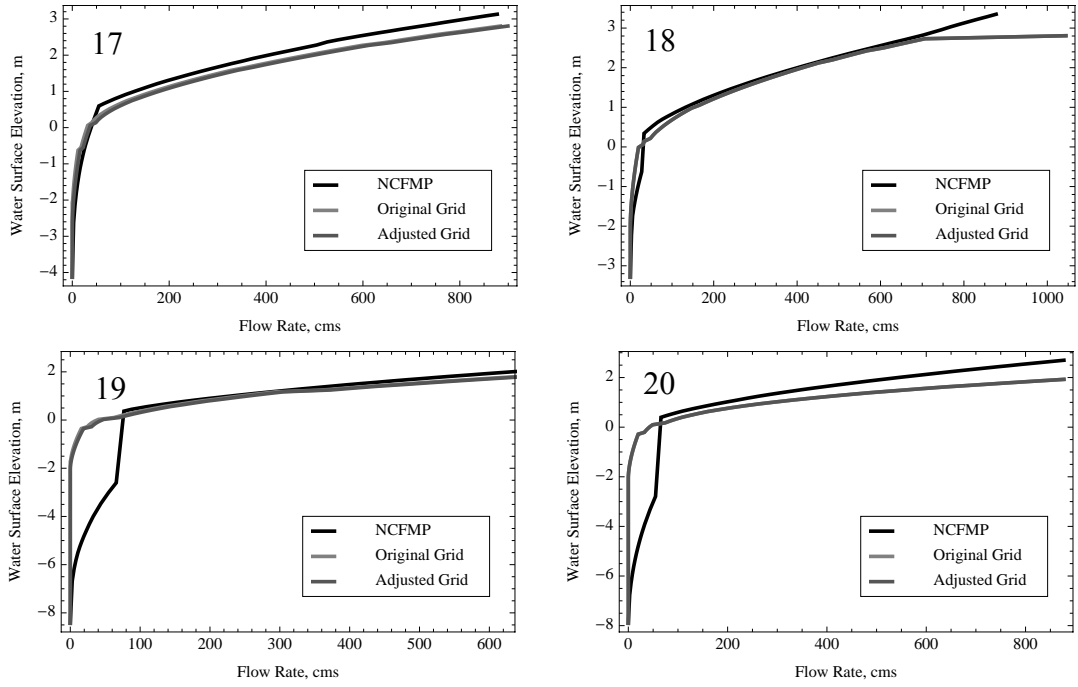 17
Water Surface Elevation, m
3
2
1
0
−1
−2
−3
−4
NCFMP
Original Grid
Adjusted Grid
0 200 400 600 800
Flow Rate, cms
18
Water Surface Elevation, m
3
2
1
0
−1
−2
−3
NCFMP
Original Grid
Adjusted Grid
0 200 400 600 800 1000
Flow Rate, cms
19
Water Surface Elevation, m
2
0
−2
−4
−6
−8
NCFMP
Original Grid
Adjusted Grid
0 100 200 300 400 500 600
Flow Rate, cms
20
Water Surface Elevation, m
2
0
−2
−4
−6
−8
NCFMP
Original Grid
Adjusted Grid
0 200 400 600 800
Flow Rate, cms